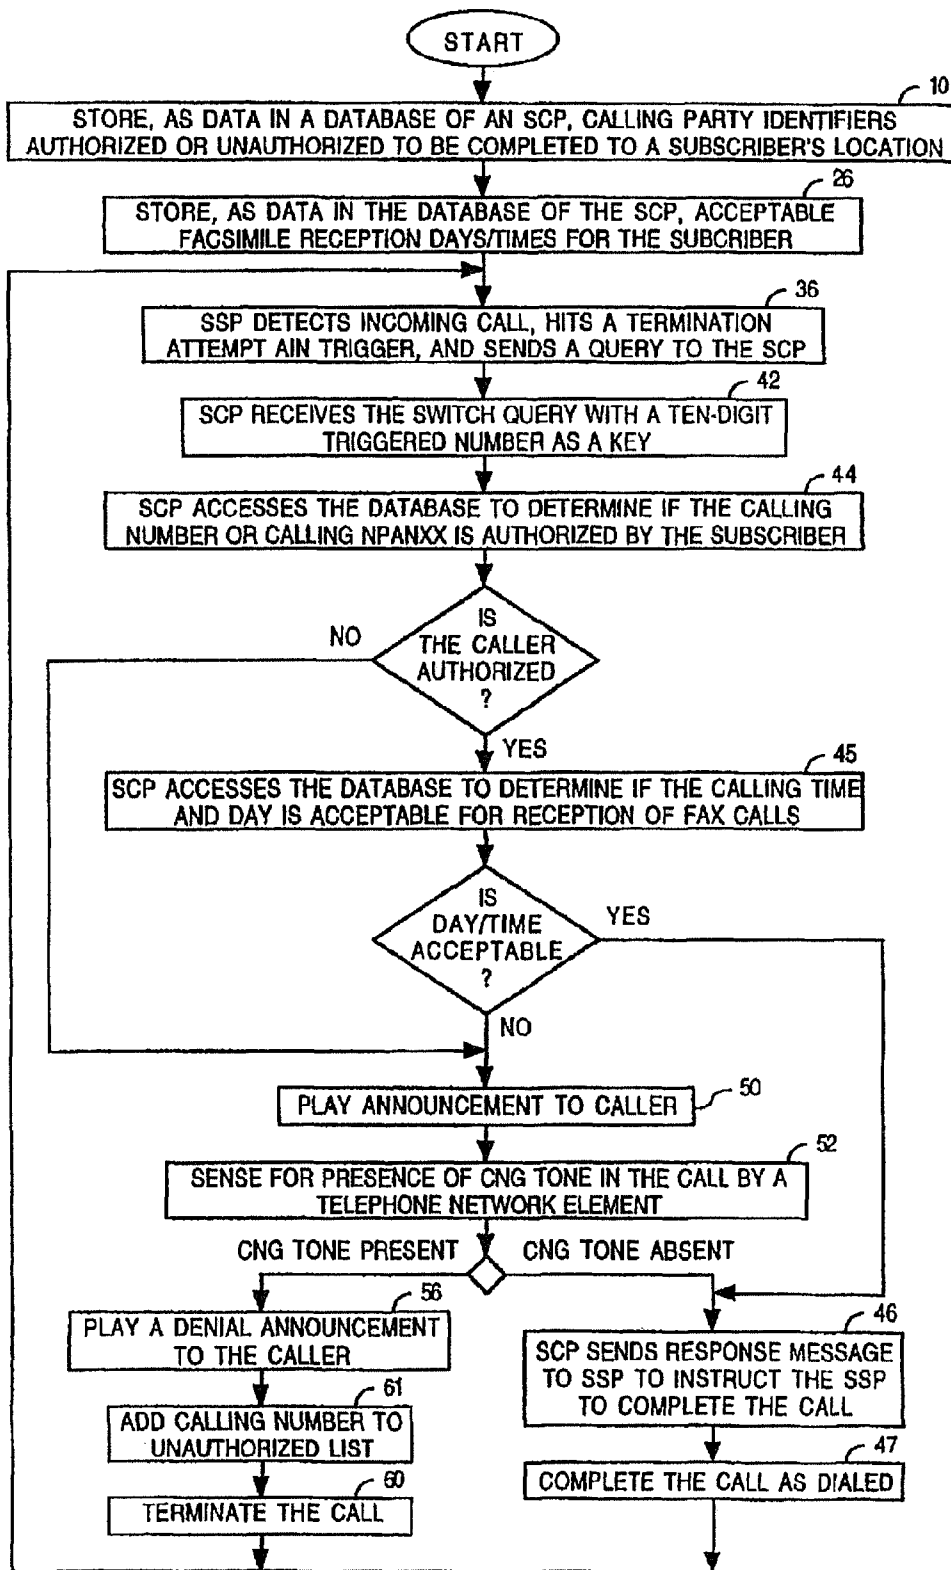 START
10
STORE, AS DATA IN A DATABASE OF AN SCP, CALLING PARTY IDENTIFIERS
AUTHORIZED OR UNAUTHORIZED TO BE COMPLETED TO A SUBSCRIBER'S LOCATION
26
STORE, AS DATA IN THE DATABASE OF THE SCP, ACCEPTABLE
FACSIMILE RECEPTION DAYS/TIMES FOR THE SUBCRIBER
36
SSP DETECTS INCOMING CALL, HITS A TERMINATION
ATTEMPT AIN TRIGGER, AND SENDS A QUERY TO THE SCP
42
SCP RECEIVES THE SWITCH QUERY WITH A TEN-DIGIT
TRIGGERED NUMBER AS A KEY
44
SCP ACCESSES THE DATABASE TO DETERMINE IF THE CALLING
NUMBER OR CALLING NPANXX IS AUTHORIZED BY THE SUBSCRIBER
IS
THE CALLER
AUTHORIZED
?
NO
YES
45
SCP ACCESSES THE DATABASE TO DETERMINE IF THE CALLING TIME
AND DAY IS ACCEPTABLE FOR RECEPTION OF FAX CALLS
IS
DAY/TIME
ACCEPTABLE
?
YES
NO
PLAY ANNOUNCEMENT TO CALLER
50
52
SENSE FOR PRESENCE OF CNG TONE IN THE CALL BY A
TELEPHONE NETWORK ELEMENT
CNG TONE PRESENT
CNG TONE ABSENT
56
PLAY A DENIAL ANNOUNCEMENT
TO THE CALLER
61
ADD CALLING NUMBER TO
UNAUTHORIZED LIST
60
TERMINATE THE CALL
46
SCP SENDS RESPONSE MESSAGE
TO SSP TO INSTRUCT THE SSP
TO COMPLETE THE CALL
47
COMPLETE THE CALL AS DIALED